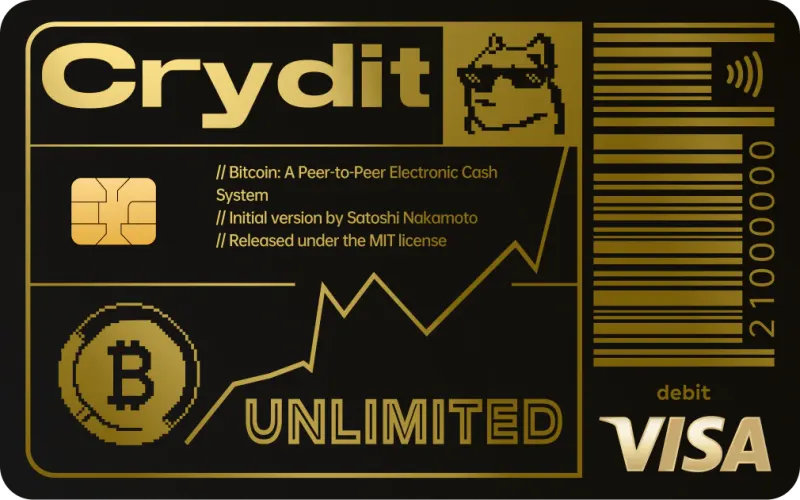 Crydit
// Bitcoin: A Peer-to-Peer Electronic Cash
System
// Initial version by Satoshi Nakamoto
// Released under the MIT license
₿
UNLIMITED
21000000
debit
VISA